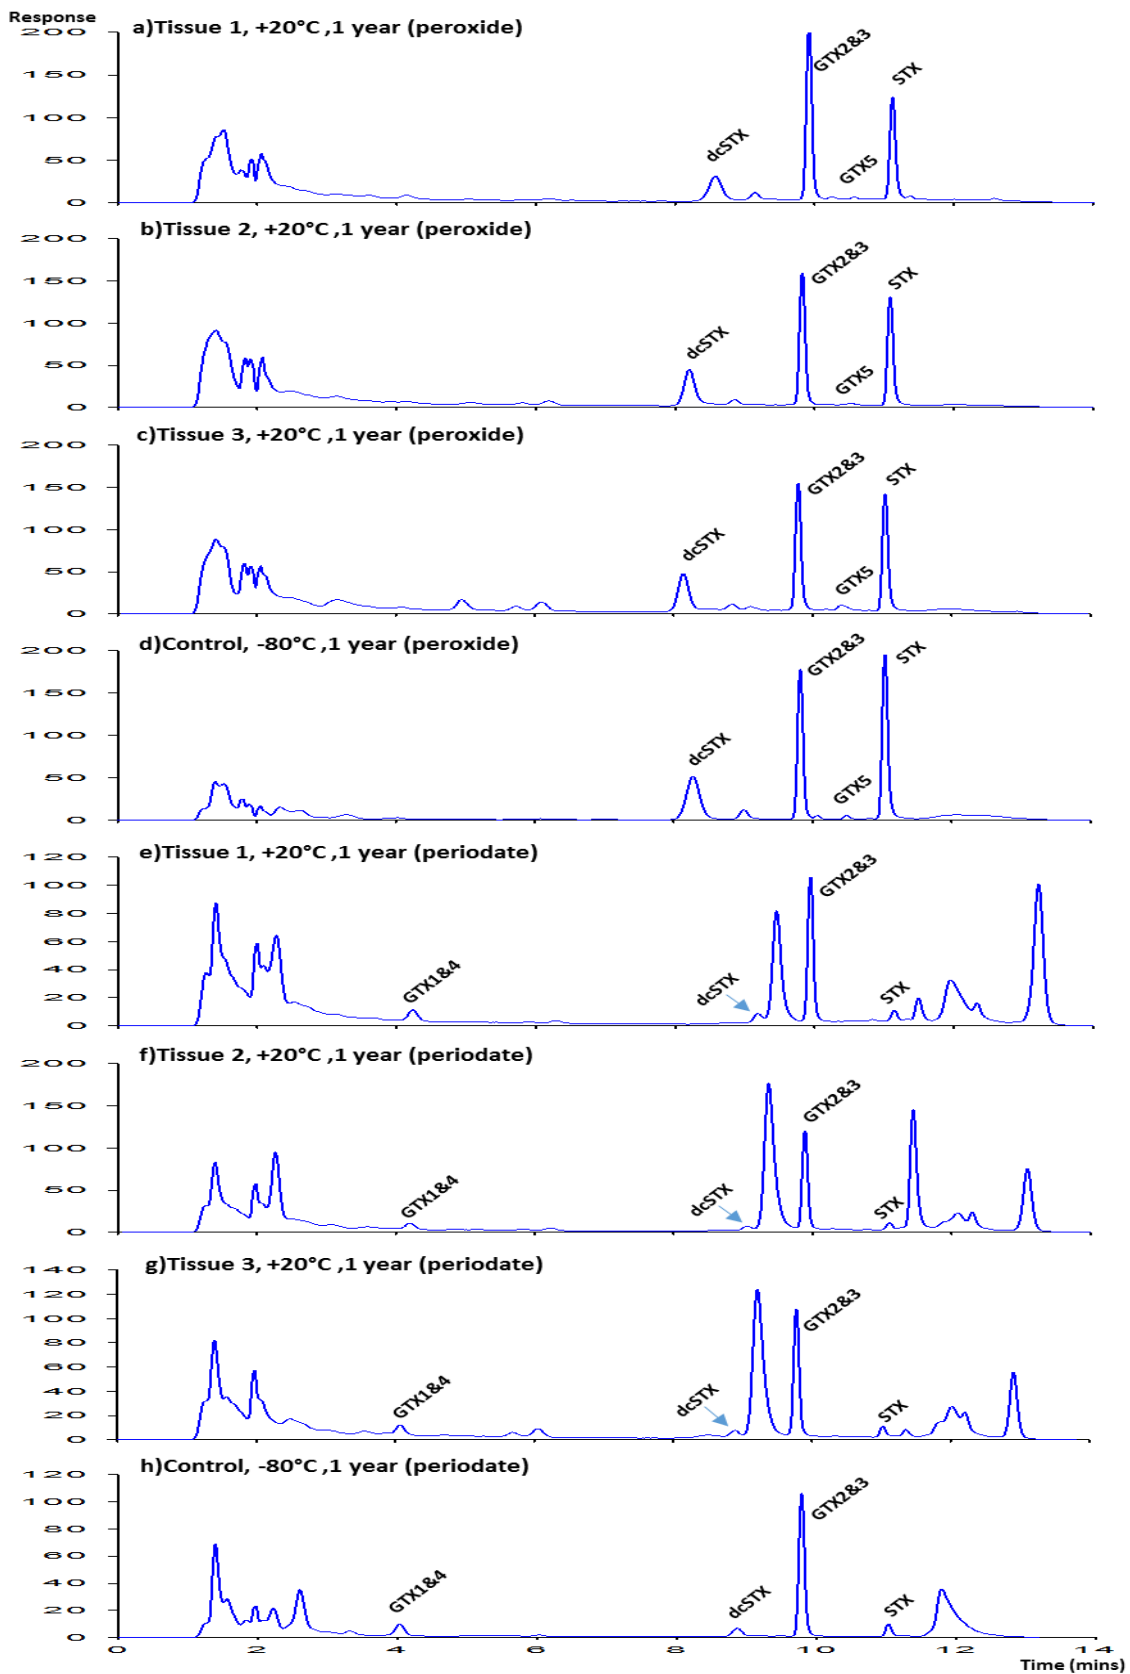 Response
a)Tissue 1, +20°C ,1 year (peroxide)
200
150
100
50
0
dcSTX
GTX2&3
GTX5
STX
b)Tissue 2, +20°C ,1 year (peroxide)
200
150
100
50
0
dcSTX
GTX2&3
GTX5
STX
c)Tissue 3, +20°C ,1 year (peroxide)
200
150
100
50
0
dcSTX
GTX2&3
GTX5
STX
d)Control, -80°C ,1 year (peroxide)
200
150
100
50
0
dcSTX
GTX2&3
GTX5
STX
e)Tissue 1, +20°C ,1 year (periodate)
120
100
80
60
40
20
0
GTX1&4
dcSTX
GTX2&3
STX
f)Tissue 2, +20°C ,1 year (periodate)
200
150
100
50
0
GTX1&4
dcSTX
GTX2&3
STX
g)Tissue 3, +20°C ,1 year (periodate)
140
120
100
80
60
40
20
0
GTX1&4
dcSTX
GTX2&3
STX
h)Control, -80°C ,1 year (periodate)
120
100
80
60
40
20
0
GTX1&4
dcSTX
GTX2&3
STX
0 2 4 6 8 10 12 14
Time (mins)